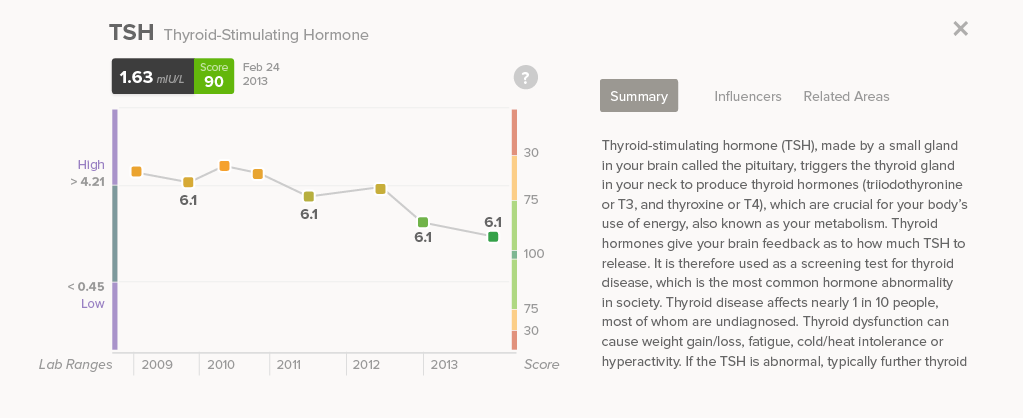 TSH Thyroid-Stimulating Hormone
×
1.63 mIU/L
Score
90
Feb 24
2013
?
High
> 4.21
< 0.45
Low
6.1
6.1
6.1
6.1
30
75
100
75
30
Lab Ranges
2009
2010
2011
2012
2013
Score
Summary
Influencers
Related Areas
Thyroid-stimulating hormone (TSH), made by a small gland
in your brain called the pituitary, triggers the thyroid gland
in your neck to produce thyroid hormones (triiodothyronine
or T3, and thyroxine or T4), which are crucial for your body’s
use of energy, also known as your metabolism. Thyroid
hormones give your brain feedback as to how much TSH to
release. It is therefore used as a screening test for thyroid
disease, which is the most common hormone abnormality
in society. Thyroid disease affects nearly 1 in 10 people,
most of whom are undiagnosed. Thyroid dysfunction can
cause weight gain/loss, fatigue, cold/heat intolerance or
hyperactivity. If the TSH is abnormal, typically further thyroid